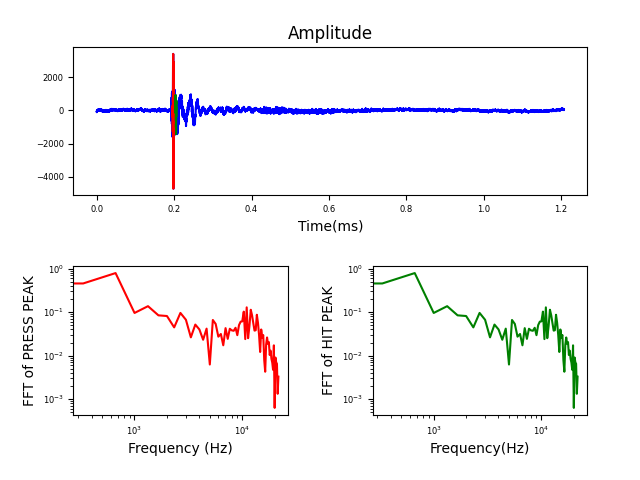 Amplitude
2000
0
−2000
−4000
0.0 0.2 0.4 0.6 0.8 1.0 1.2
Time(ms)
FFT of PRESS PEAK
10⁰
10⁻¹
10⁻²
10⁻³
10³ 10⁴
Frequency (Hz)
FFT of HIT PEAK
10⁰
10⁻¹
10⁻²
10⁻³
10³ 10⁴
Frequency(Hz)